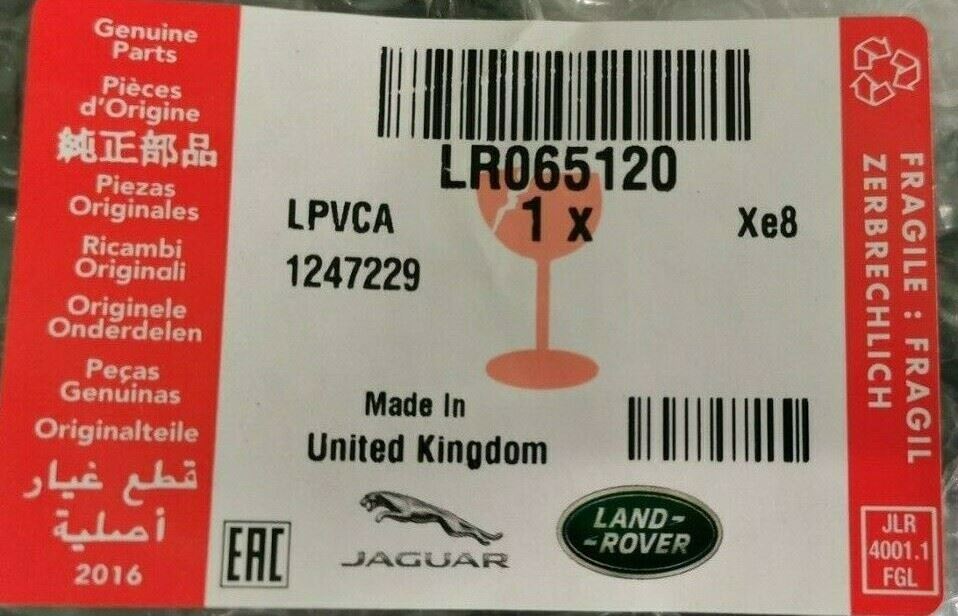 Genuine
Parts
Pièces
d'Origine
純正部品
Piezas
Originales
Ricambi
Originali
Originele
Onderdelen
Peças
Genuinas
Originalteile
قطع غيار
أصلية
2016
LR065120
LPVCA
1 x
Xe8
1247229
Made In
United Kingdom
EAC
JAGUAR
LAND-
-ROVER
FRAGILE : FRAGIL
ZERBRECHLICH
JLR
4001.1
FGL